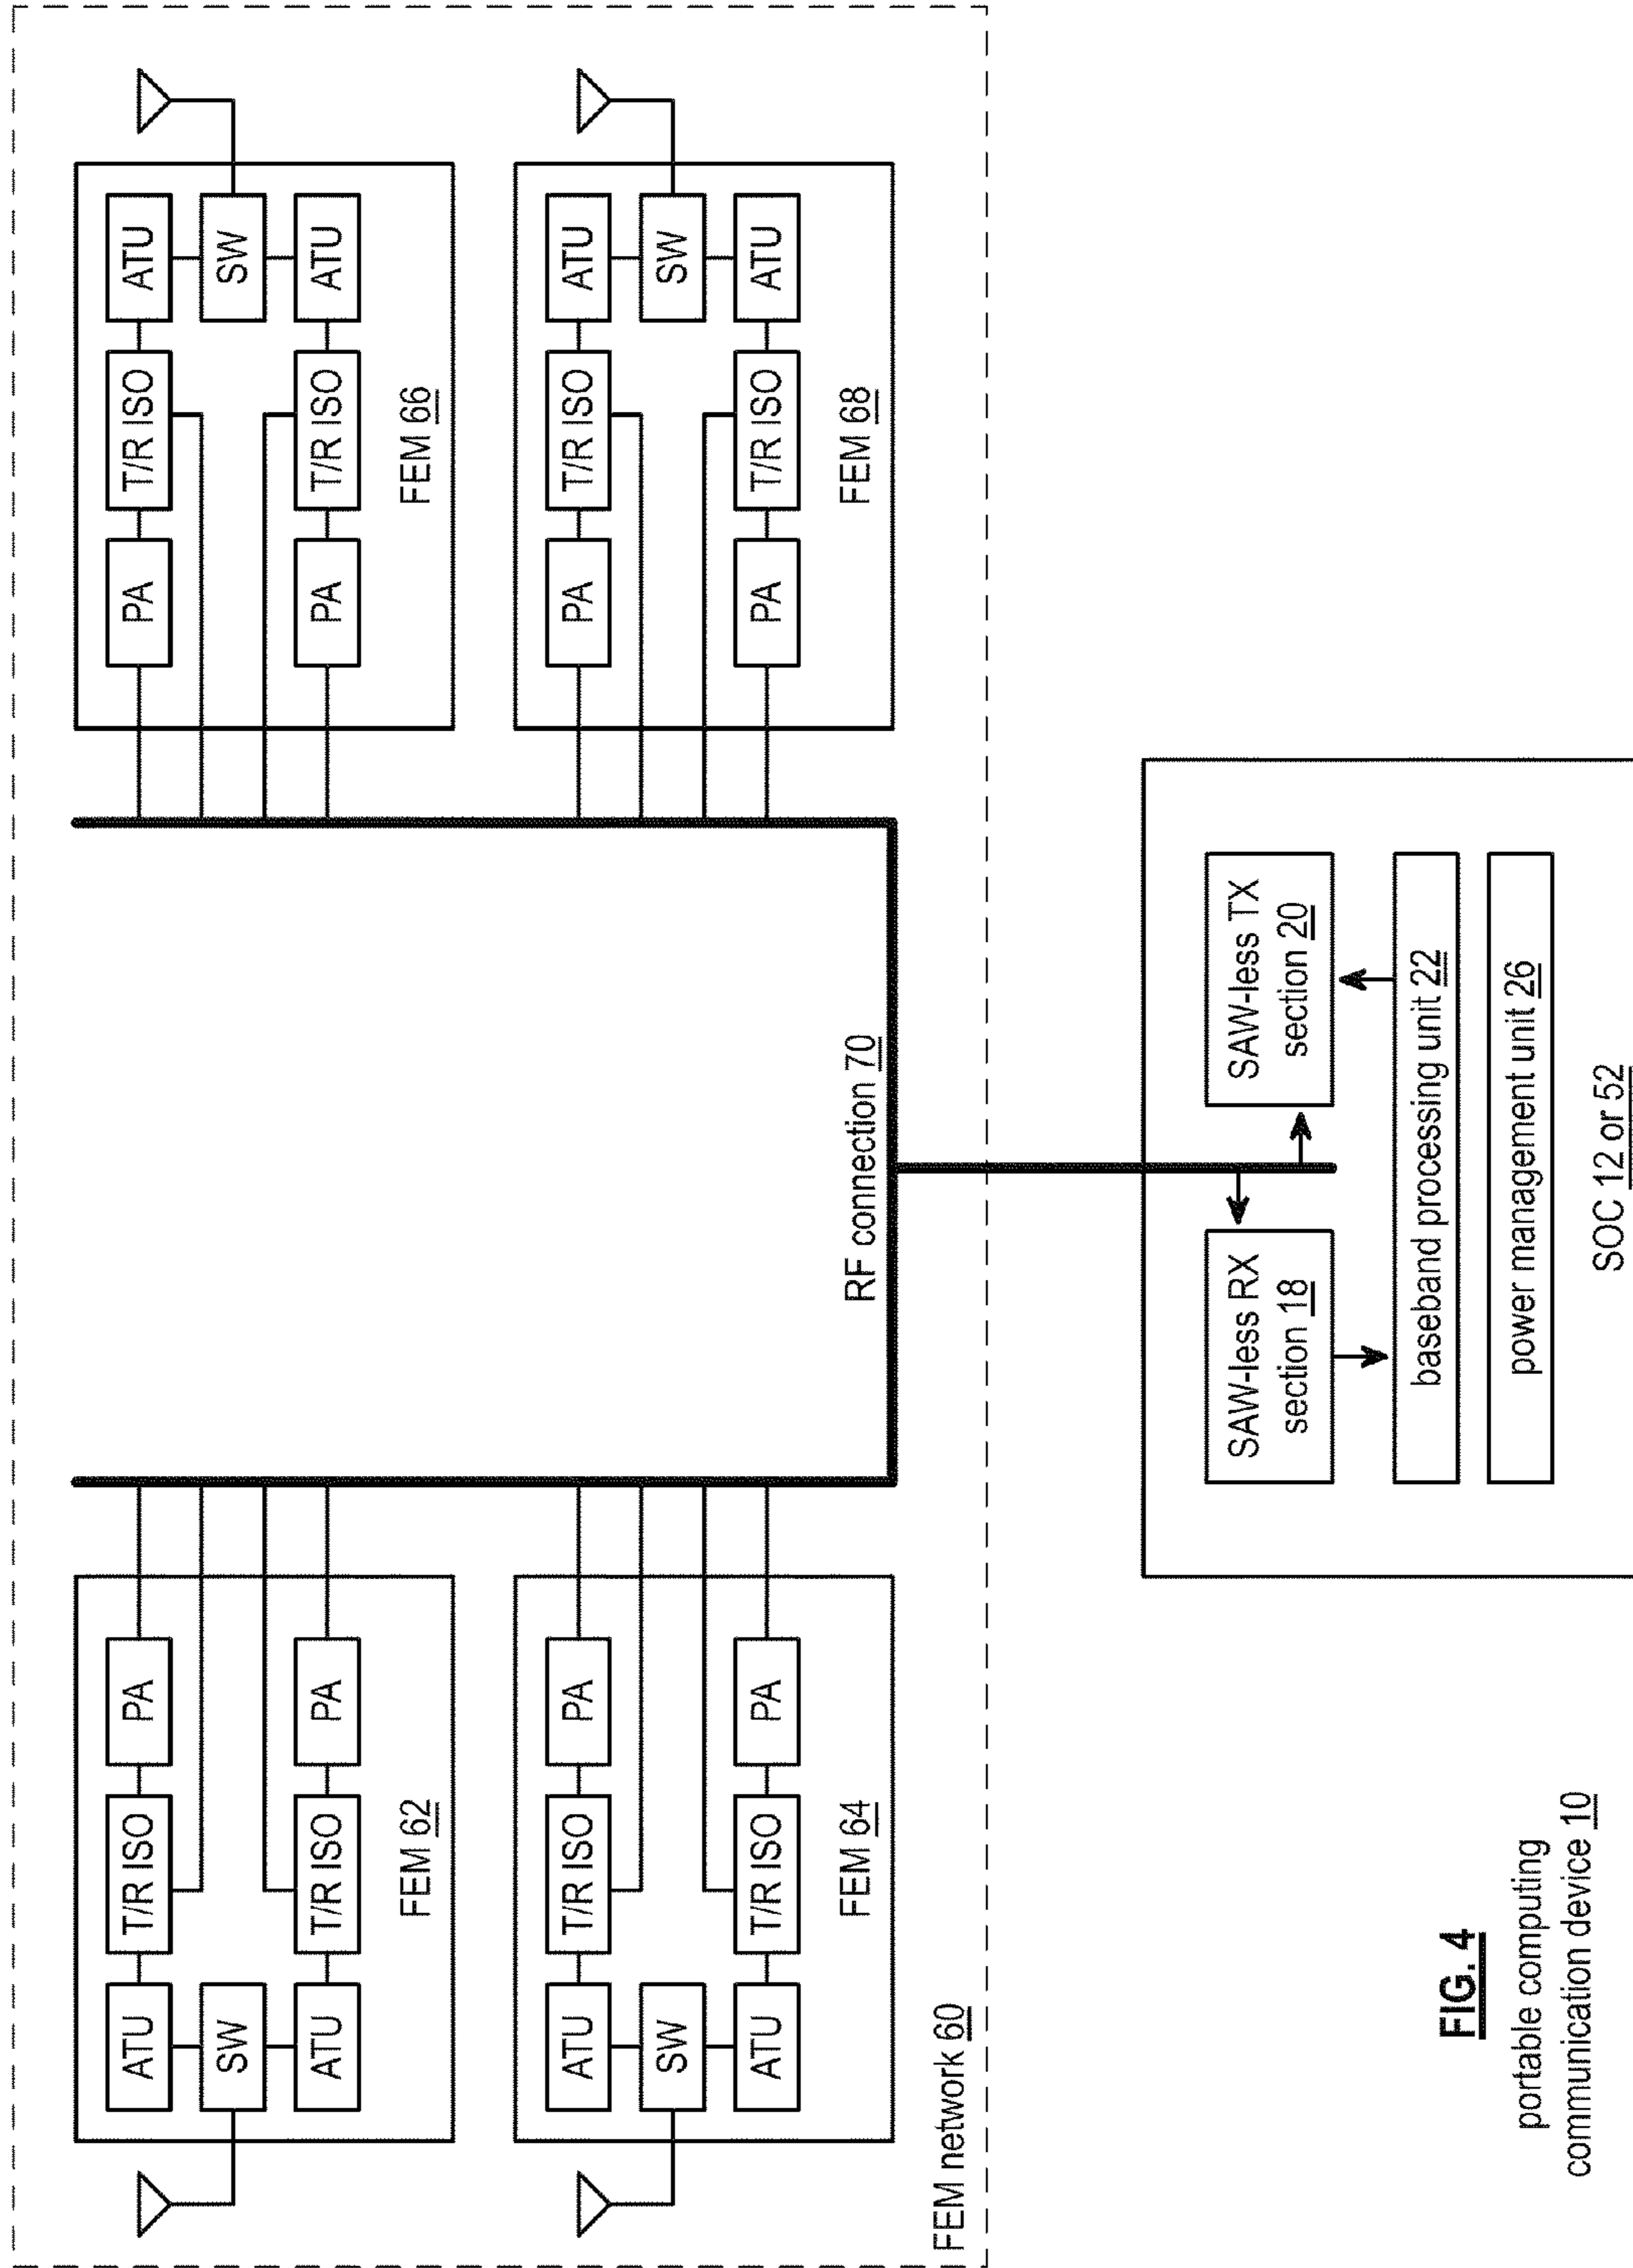 ATU T/R ISO PA
SW
ATU T/R ISO PA
FEM 62
PA T/R ISO ATU
SW
PA T/R ISO ATU
FEM 66
ATU T/R ISO PA
SW
ATU T/R ISO PA
FEM 64
PA T/R ISO ATU
SW
PA T/R ISO ATU
FEM 68
RF connection 70
FEM network 60
SAW-less RX
section 18
SAW-less TX
section 20
baseband processing unit 22
power management unit 26
SOC 12 or 52
FIG. 4
portable computing
communication device 10